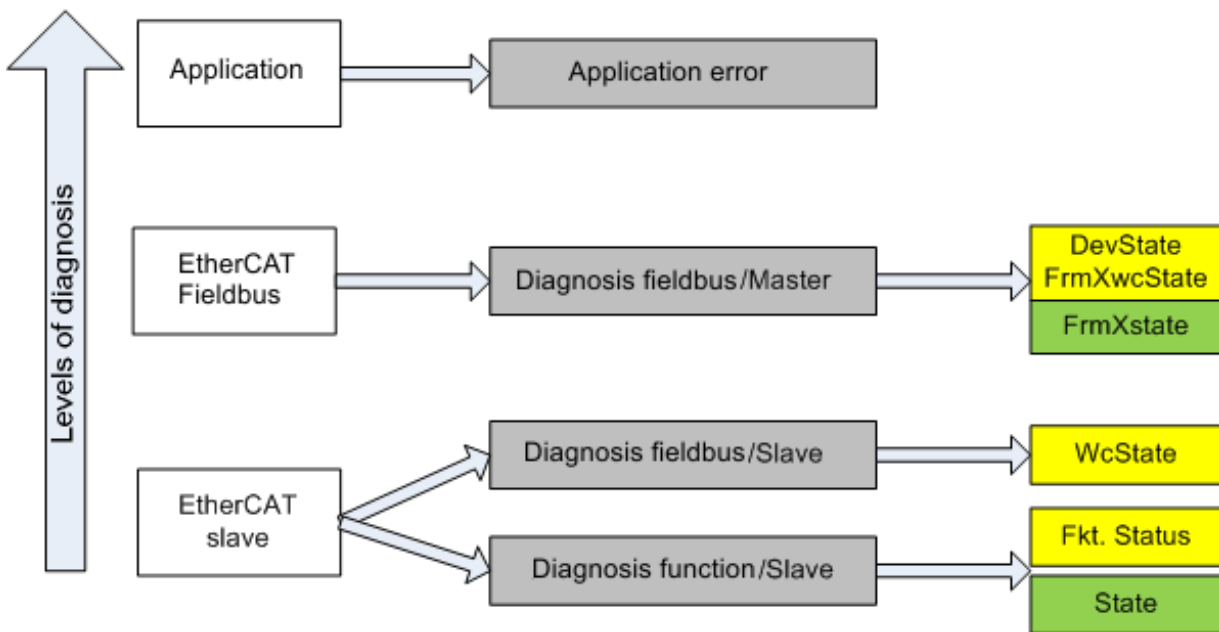 Levels of diagnosis
Application
Application error
EtherCAT
Fieldbus
Diagnosis fieldbus/Master
DevState
FrmXwcState
FrmXstate
EtherCAT
slave
Diagnosis fieldbus/Slave
WcState
Diagnosis function/Slave
Fkt. Status
State